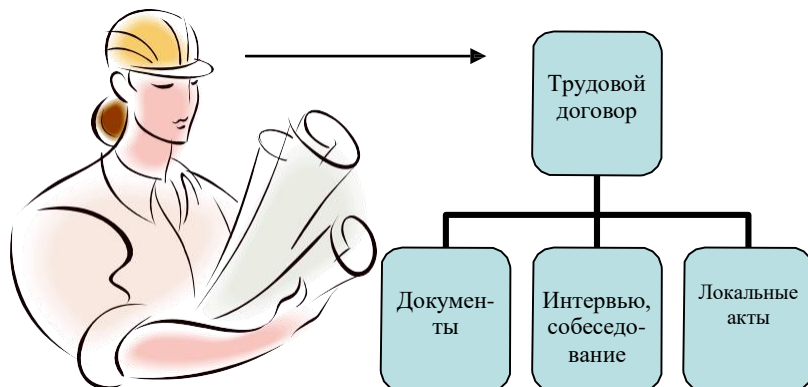 Трудовой
договор
Докумен-
ты
Интервью,
собеседо-
вание
Локальные
акты